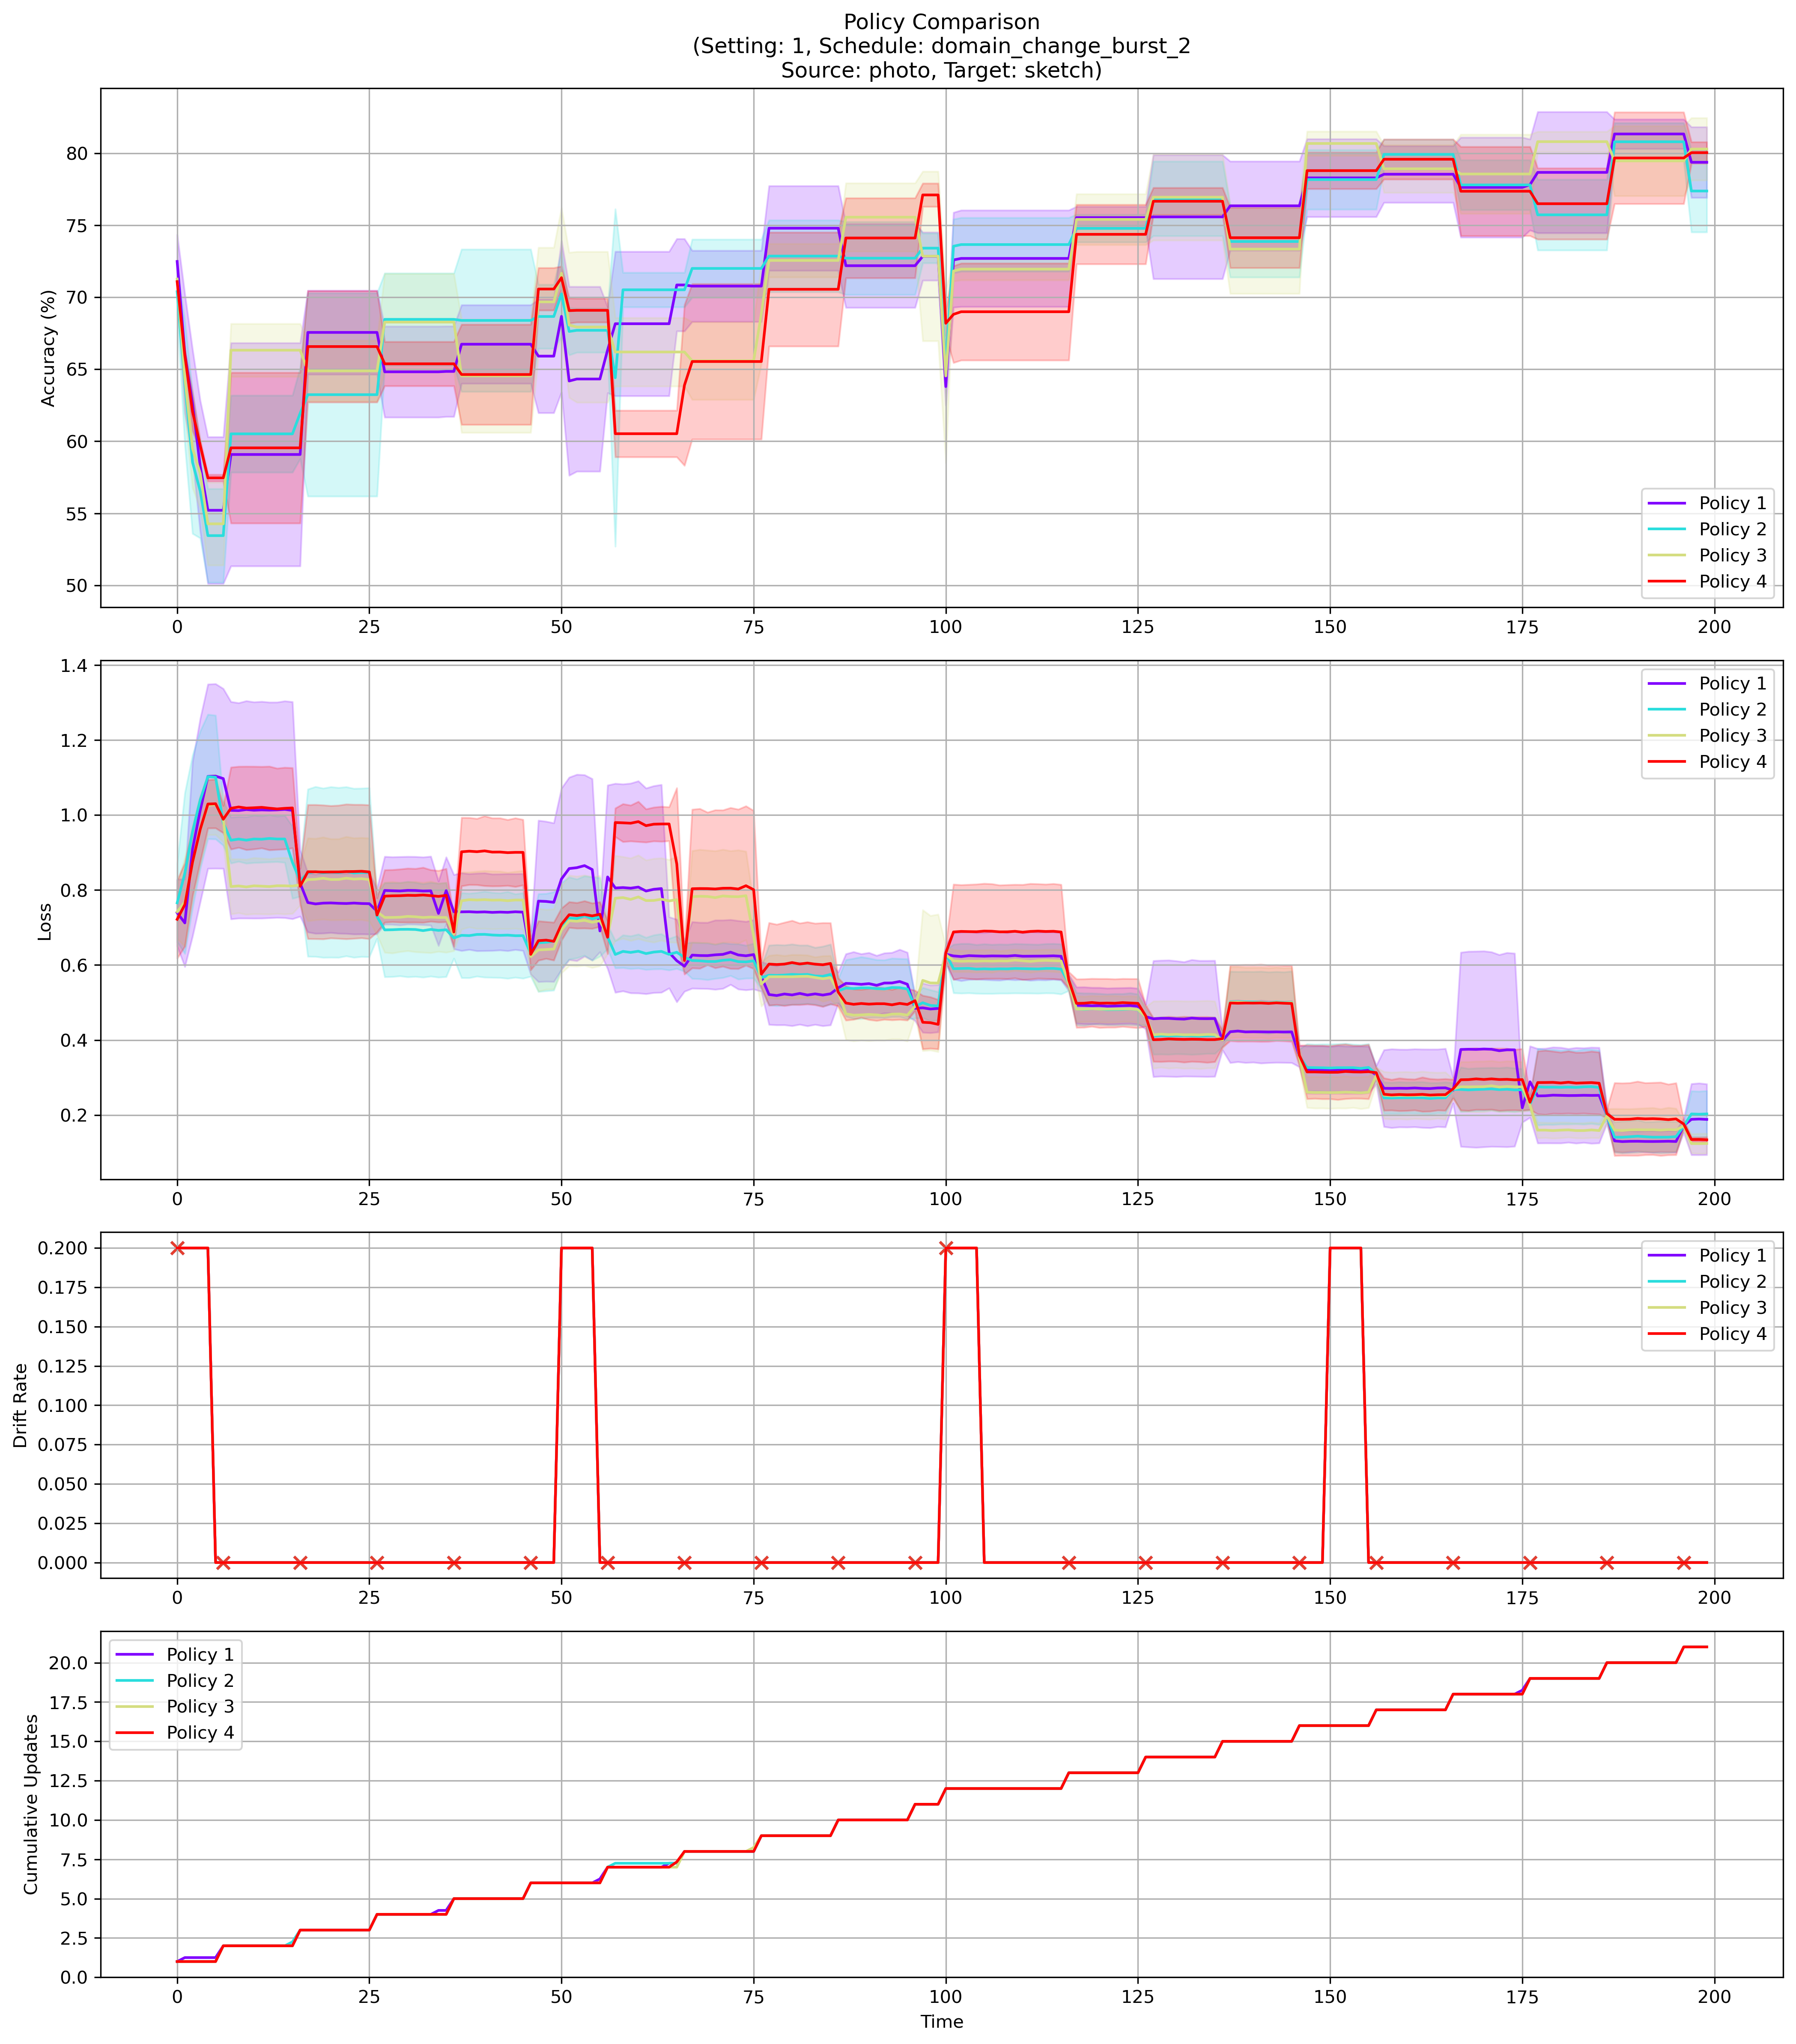 Policy Comparison
(Setting: 1, Schedule: domain_change_burst_2
Source: photo, Target: sketch)
Accuracy (%)
80
75
70
65
60
55
50
0 25 50 75 100 125 150 175 200
Policy 1
Policy 2
Policy 3
Policy 4
Loss
1.4
1.2
1.0
0.8
0.6
0.4
0.2
0 25 50 75 100 125 150 175 200
Policy 1
Policy 2
Policy 3
Policy 4
Drift Rate
0.200
0.175
0.150
0.125
0.100
0.075
0.050
0.025
0.000
0 25 50 75 100 125 150 175 200
Policy 1
Policy 2
Policy 3
Policy 4
Cumulative Updates
20.0
17.5
15.0
12.5
10.0
7.5
5.0
2.5
0.0
0 25 50 75 100 125 150 175 200
Policy 1
Policy 2
Policy 3
Policy 4
Time